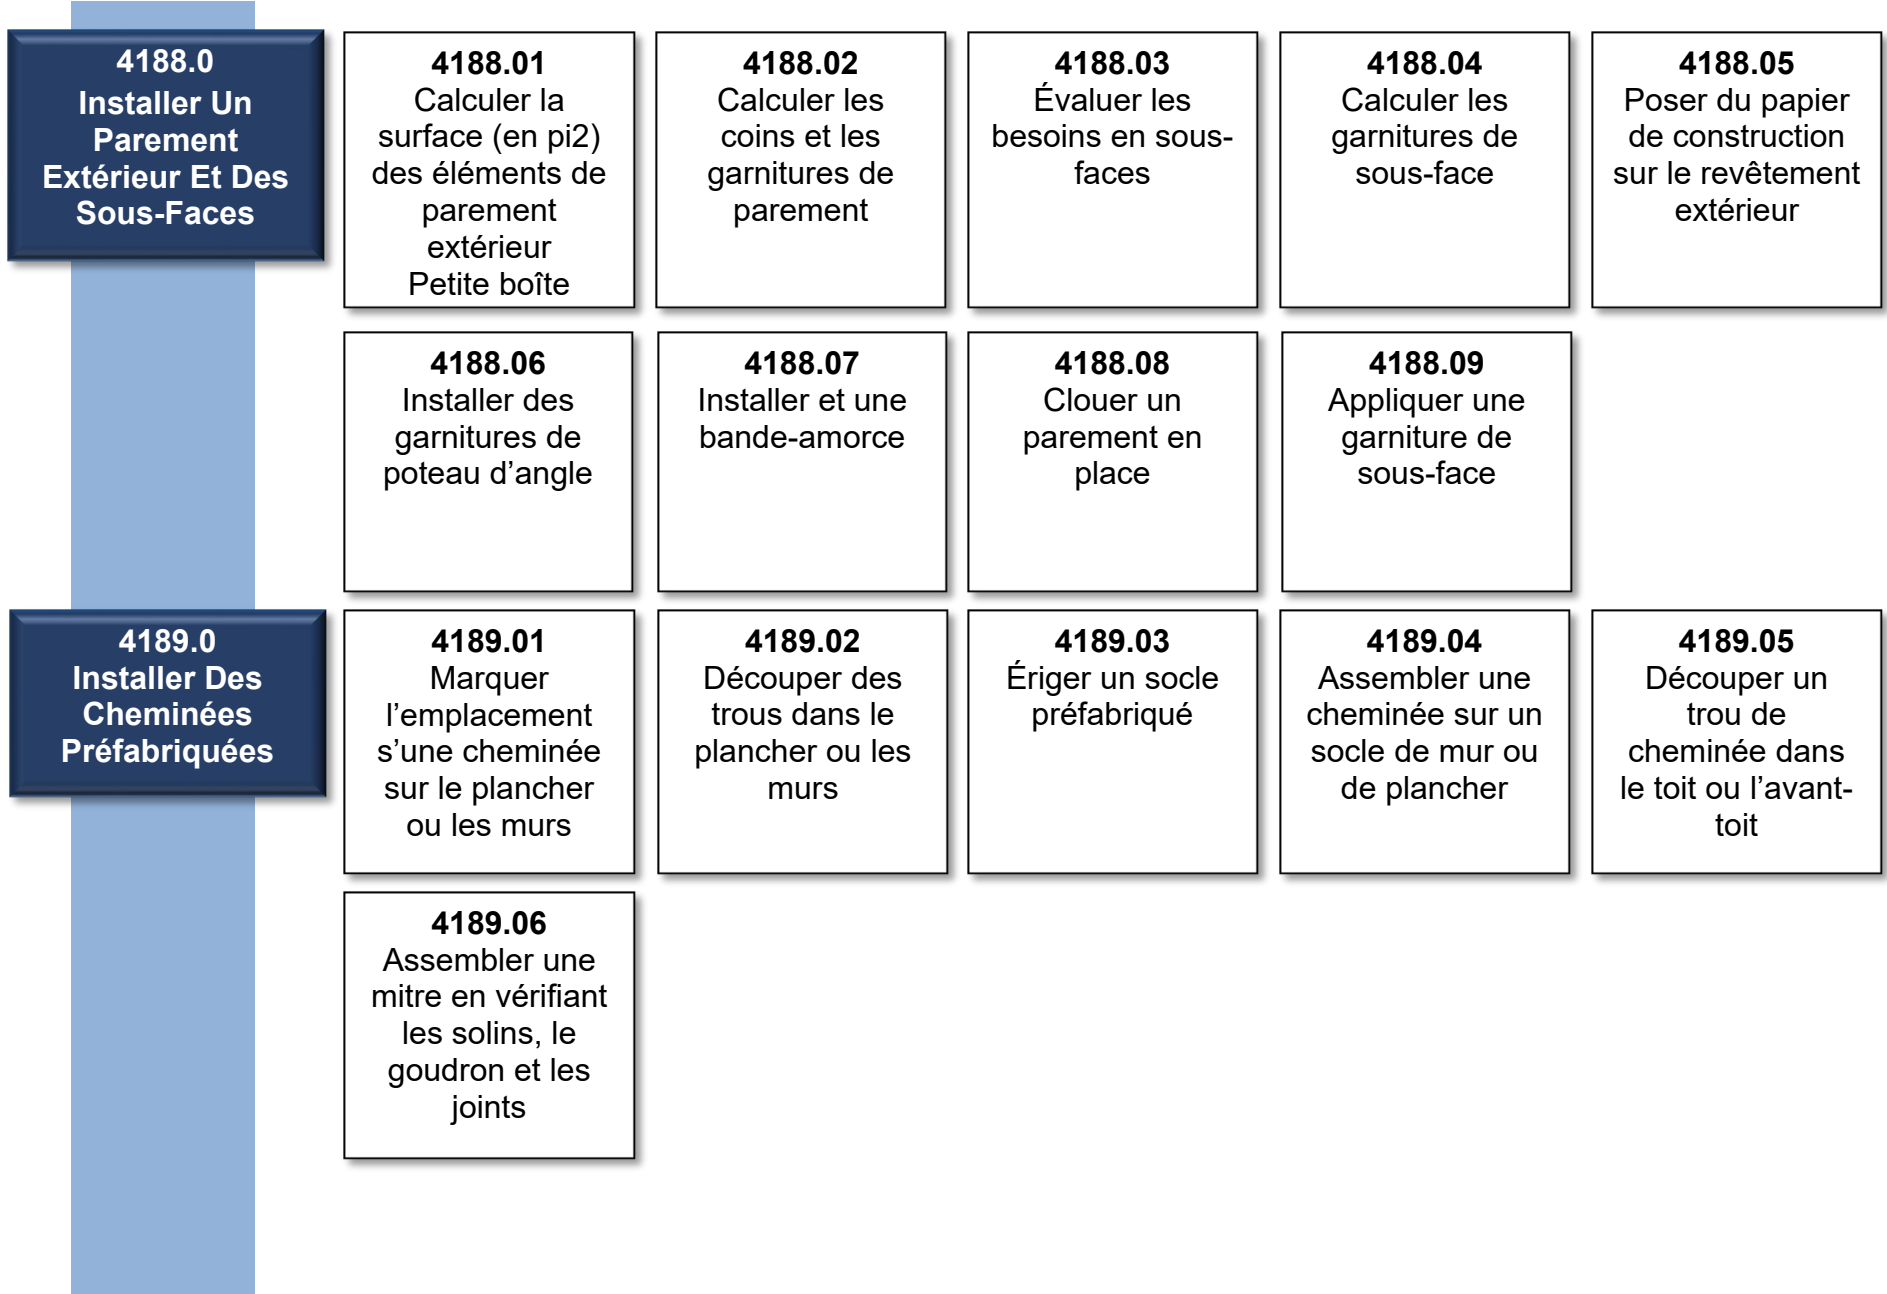 4188.0
Installer Un
Parement
Extérieur Et Des
Sous-Faces
4188.01
Calculer la
surface (en pi2)
des éléments de
parement
extérieur
Petite boîte
4188.02
Calculer les
coins et les
garnitures de
parement
4188.03
Évaluer les
besoins en sous-
faces
4188.04
Calculer les
garnitures de
sous-face
4188.05
Poser du papier
de construction
sur le revêtement
extérieur
4188.06
Installer des
garnitures de
poteau d’angle
4188.07
Installer et une
bande-amorce
4188.08
Clouer un
parement en
place
4188.09
Appliquer une
garniture de
sous-face
4189.0
Installer Des
Cheminées
Préfabriquées
4189.01
Marquer
l’emplacement
s’une cheminée
sur le plancher
ou les murs
4189.02
Découper des
trous dans le
plancher ou les
murs
4189.03
Ériger un socle
préfabriqué
4189.04
Assembler une
cheminée sur un
socle de mur ou
de plancher
4189.05
Découper un
trou de
cheminée dans
le toit ou l’avant-
toit
4189.06
Assembler une
mitre en vérifiant
les solins, le
goudron et les
joints